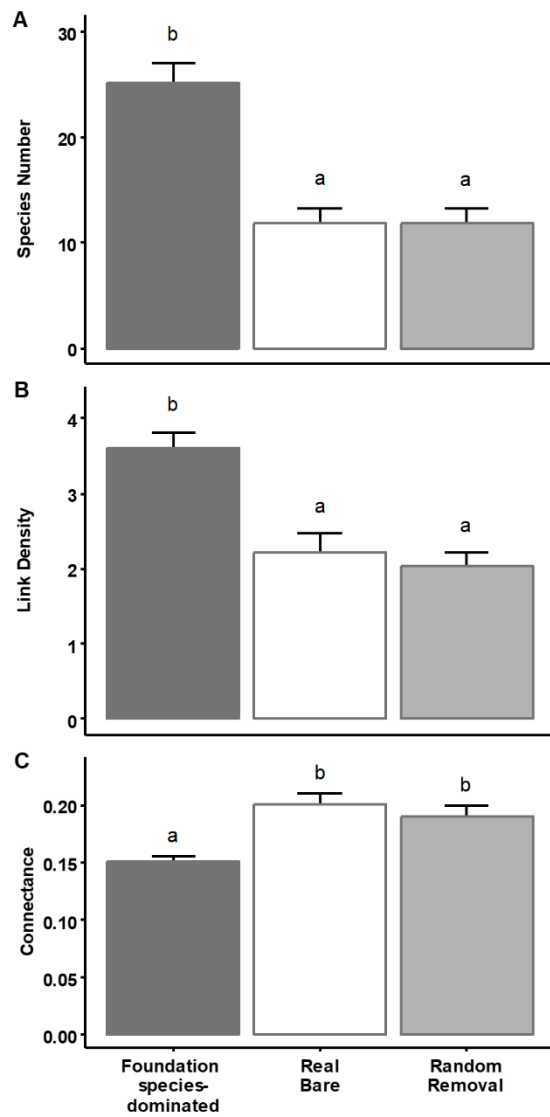 A
Species Number
30
20
10
0
b
a
a
B
Link Density
4
3
2
1
0
b
a
a
C
Connectance
0.20
0.15
0.10
0.05
0.00
a
b
b
Foundation
species-
dominated
Real
Bare
Random
Removal